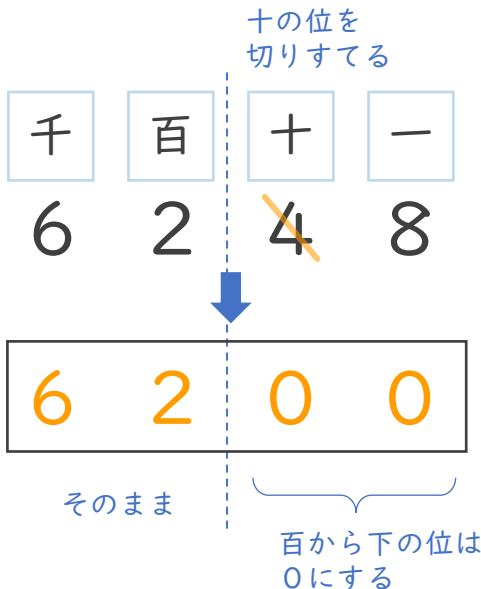 十の位を
切りすてる
千 百 十 一
6 2 4 8
6 2 0 0
そのまま
百から下の位は
0にする